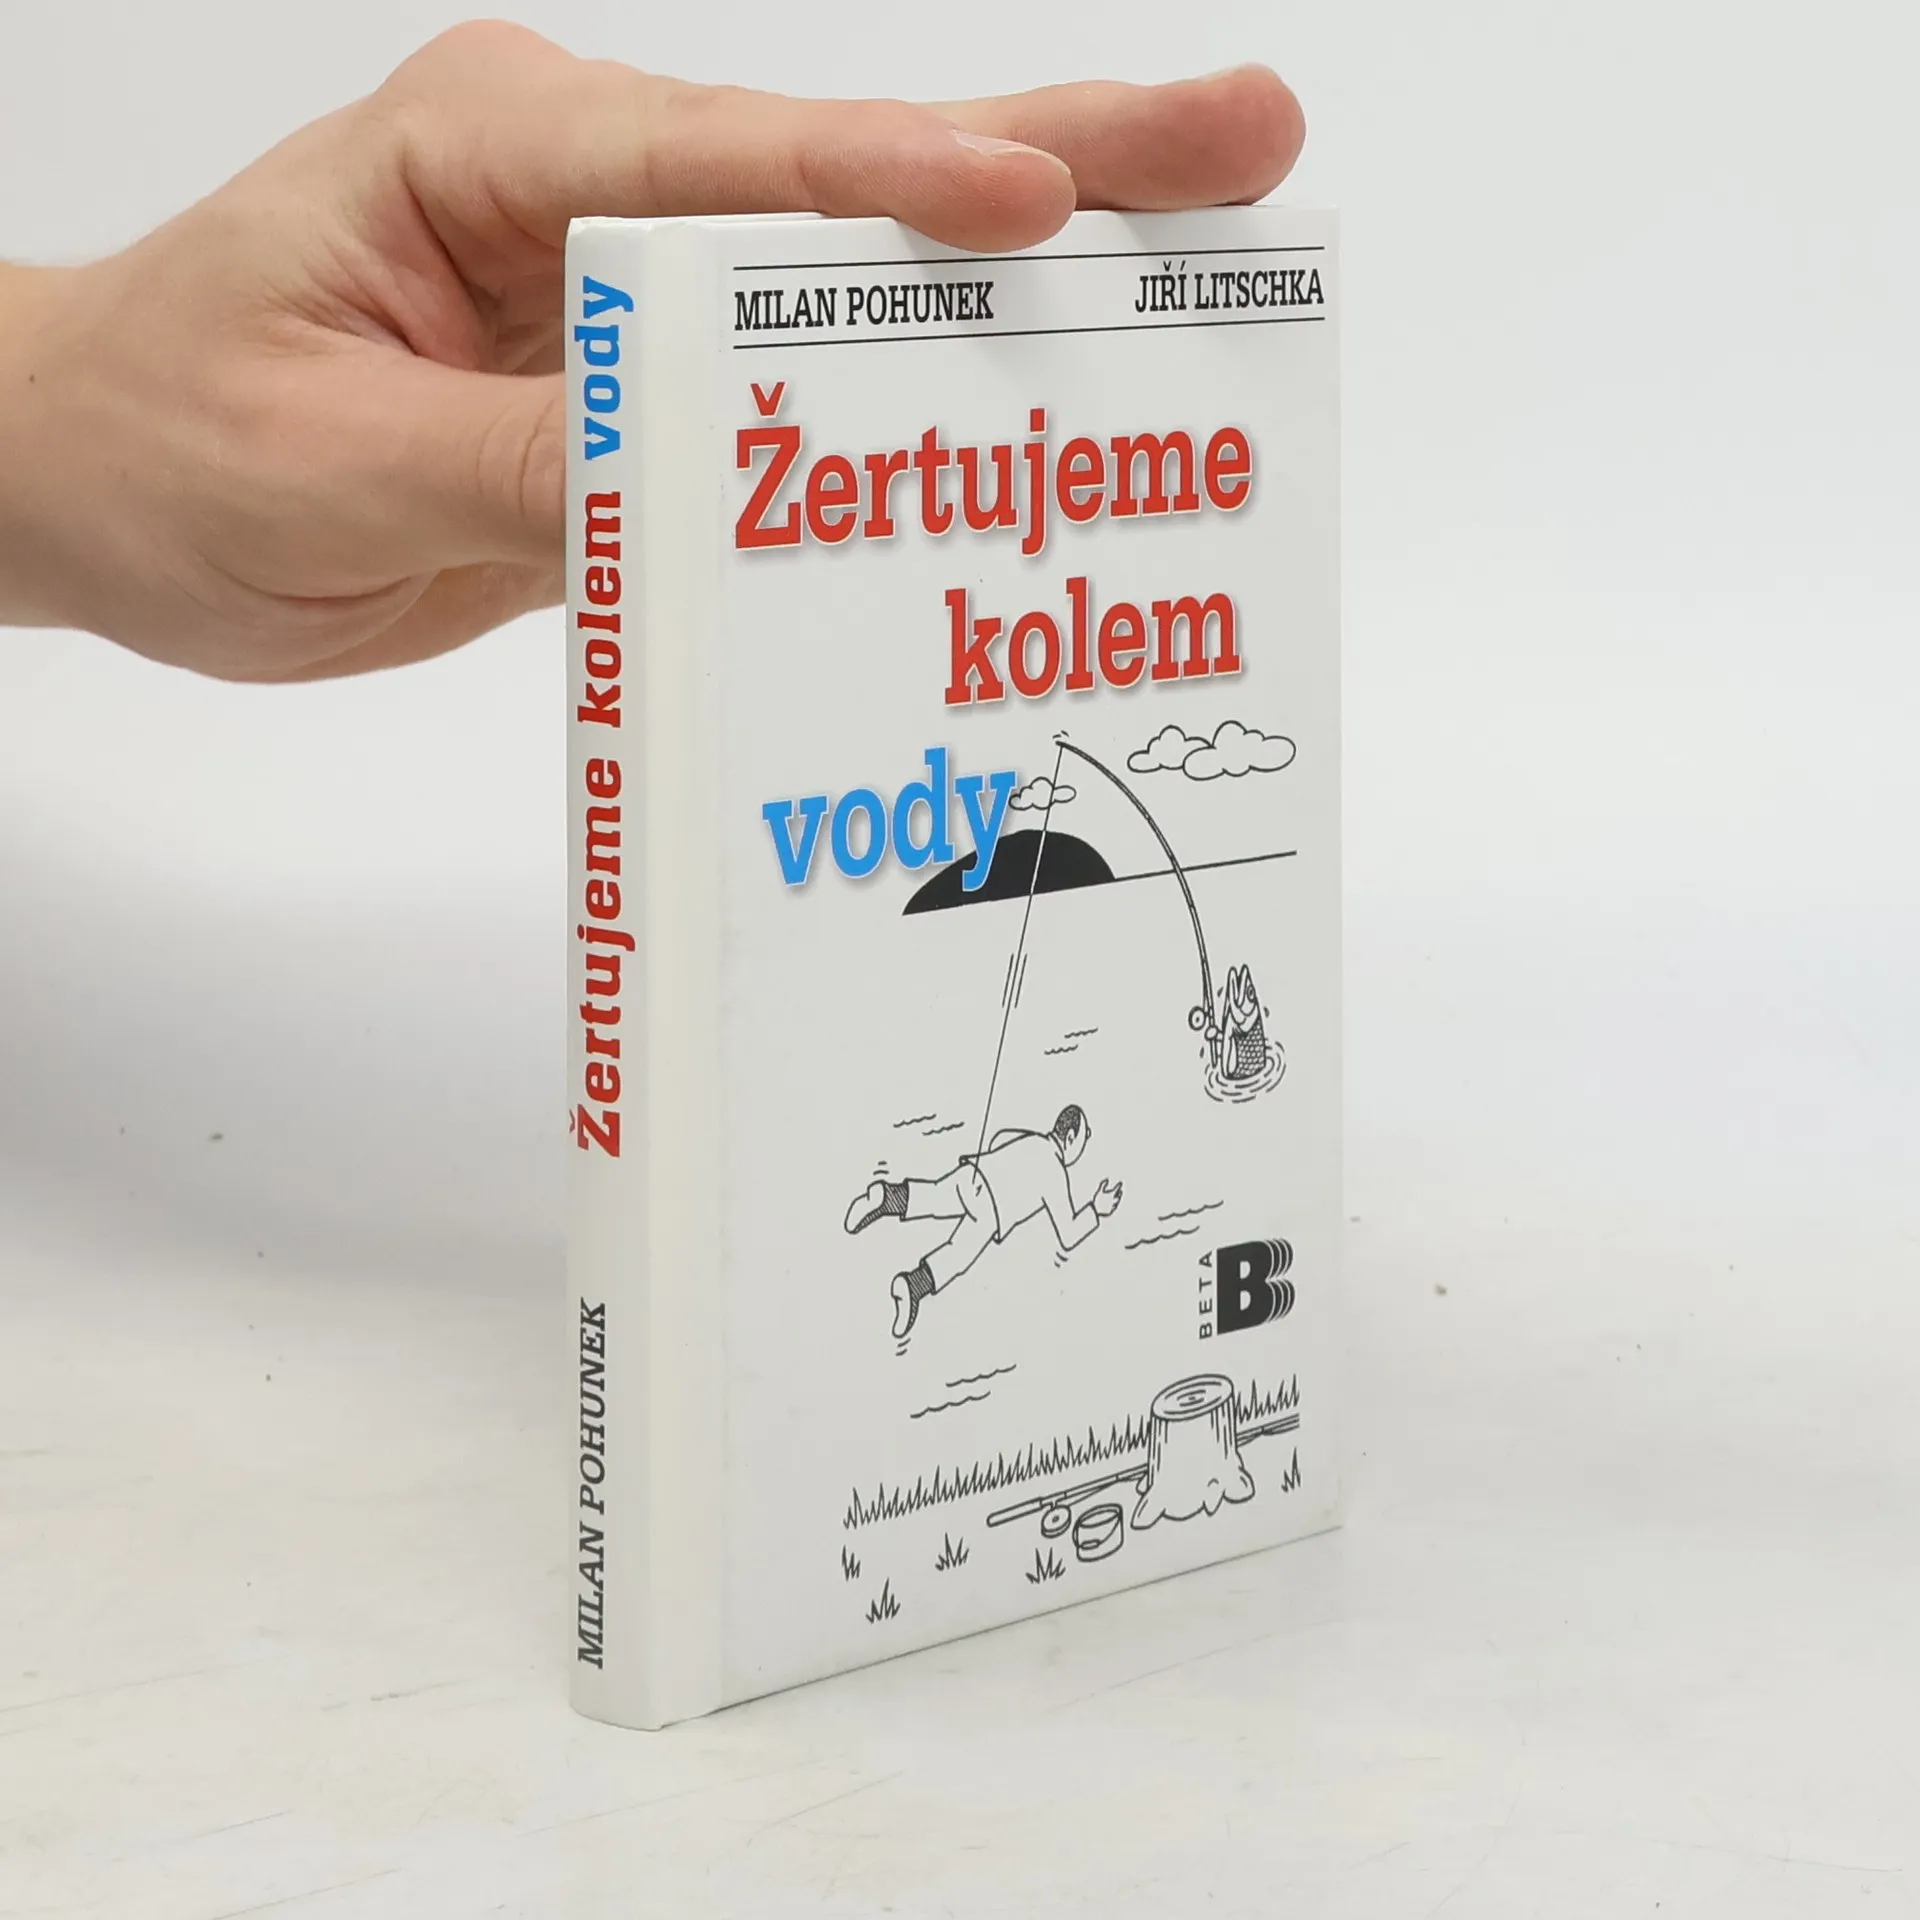 MILAN POHUNEK JIŘÍ LITSCHKA
Žertujeme
kolem
vody
BETA
B
MILAN POHUNEK Žertujeme kolem vody